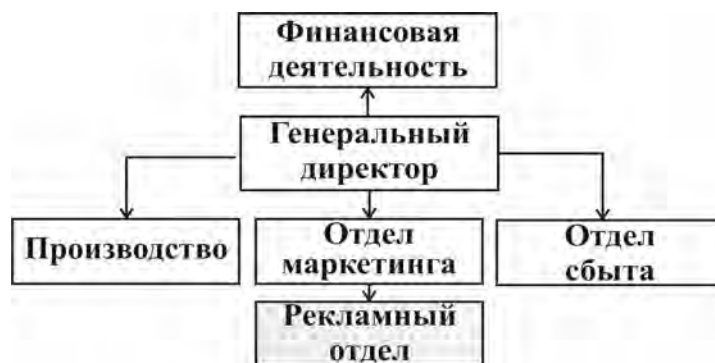 Финансовая
деятельность
Генеральный
директор
Производство
Отдел
маркетинга
Отдел
сбыта
Рекламный
отдел